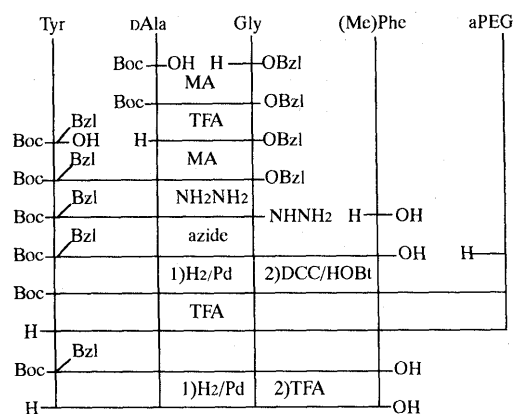 Tyr DAla Gly (Me)Phe aPEG
Boc OH H OBzl
MA
Boc OBzl
Bzl TFA
Boc OH H OBzl
Bzl MA
Boc OBzl
Bzl NH2NH2
Boc NHNH2 H OH
Bzl azide
Boc OH H
1)H2/Pd 2)DCC/HOBt
Boc
TFA
H
Bzl
Boc OH
1)H2/Pd 2)TFA
H OH